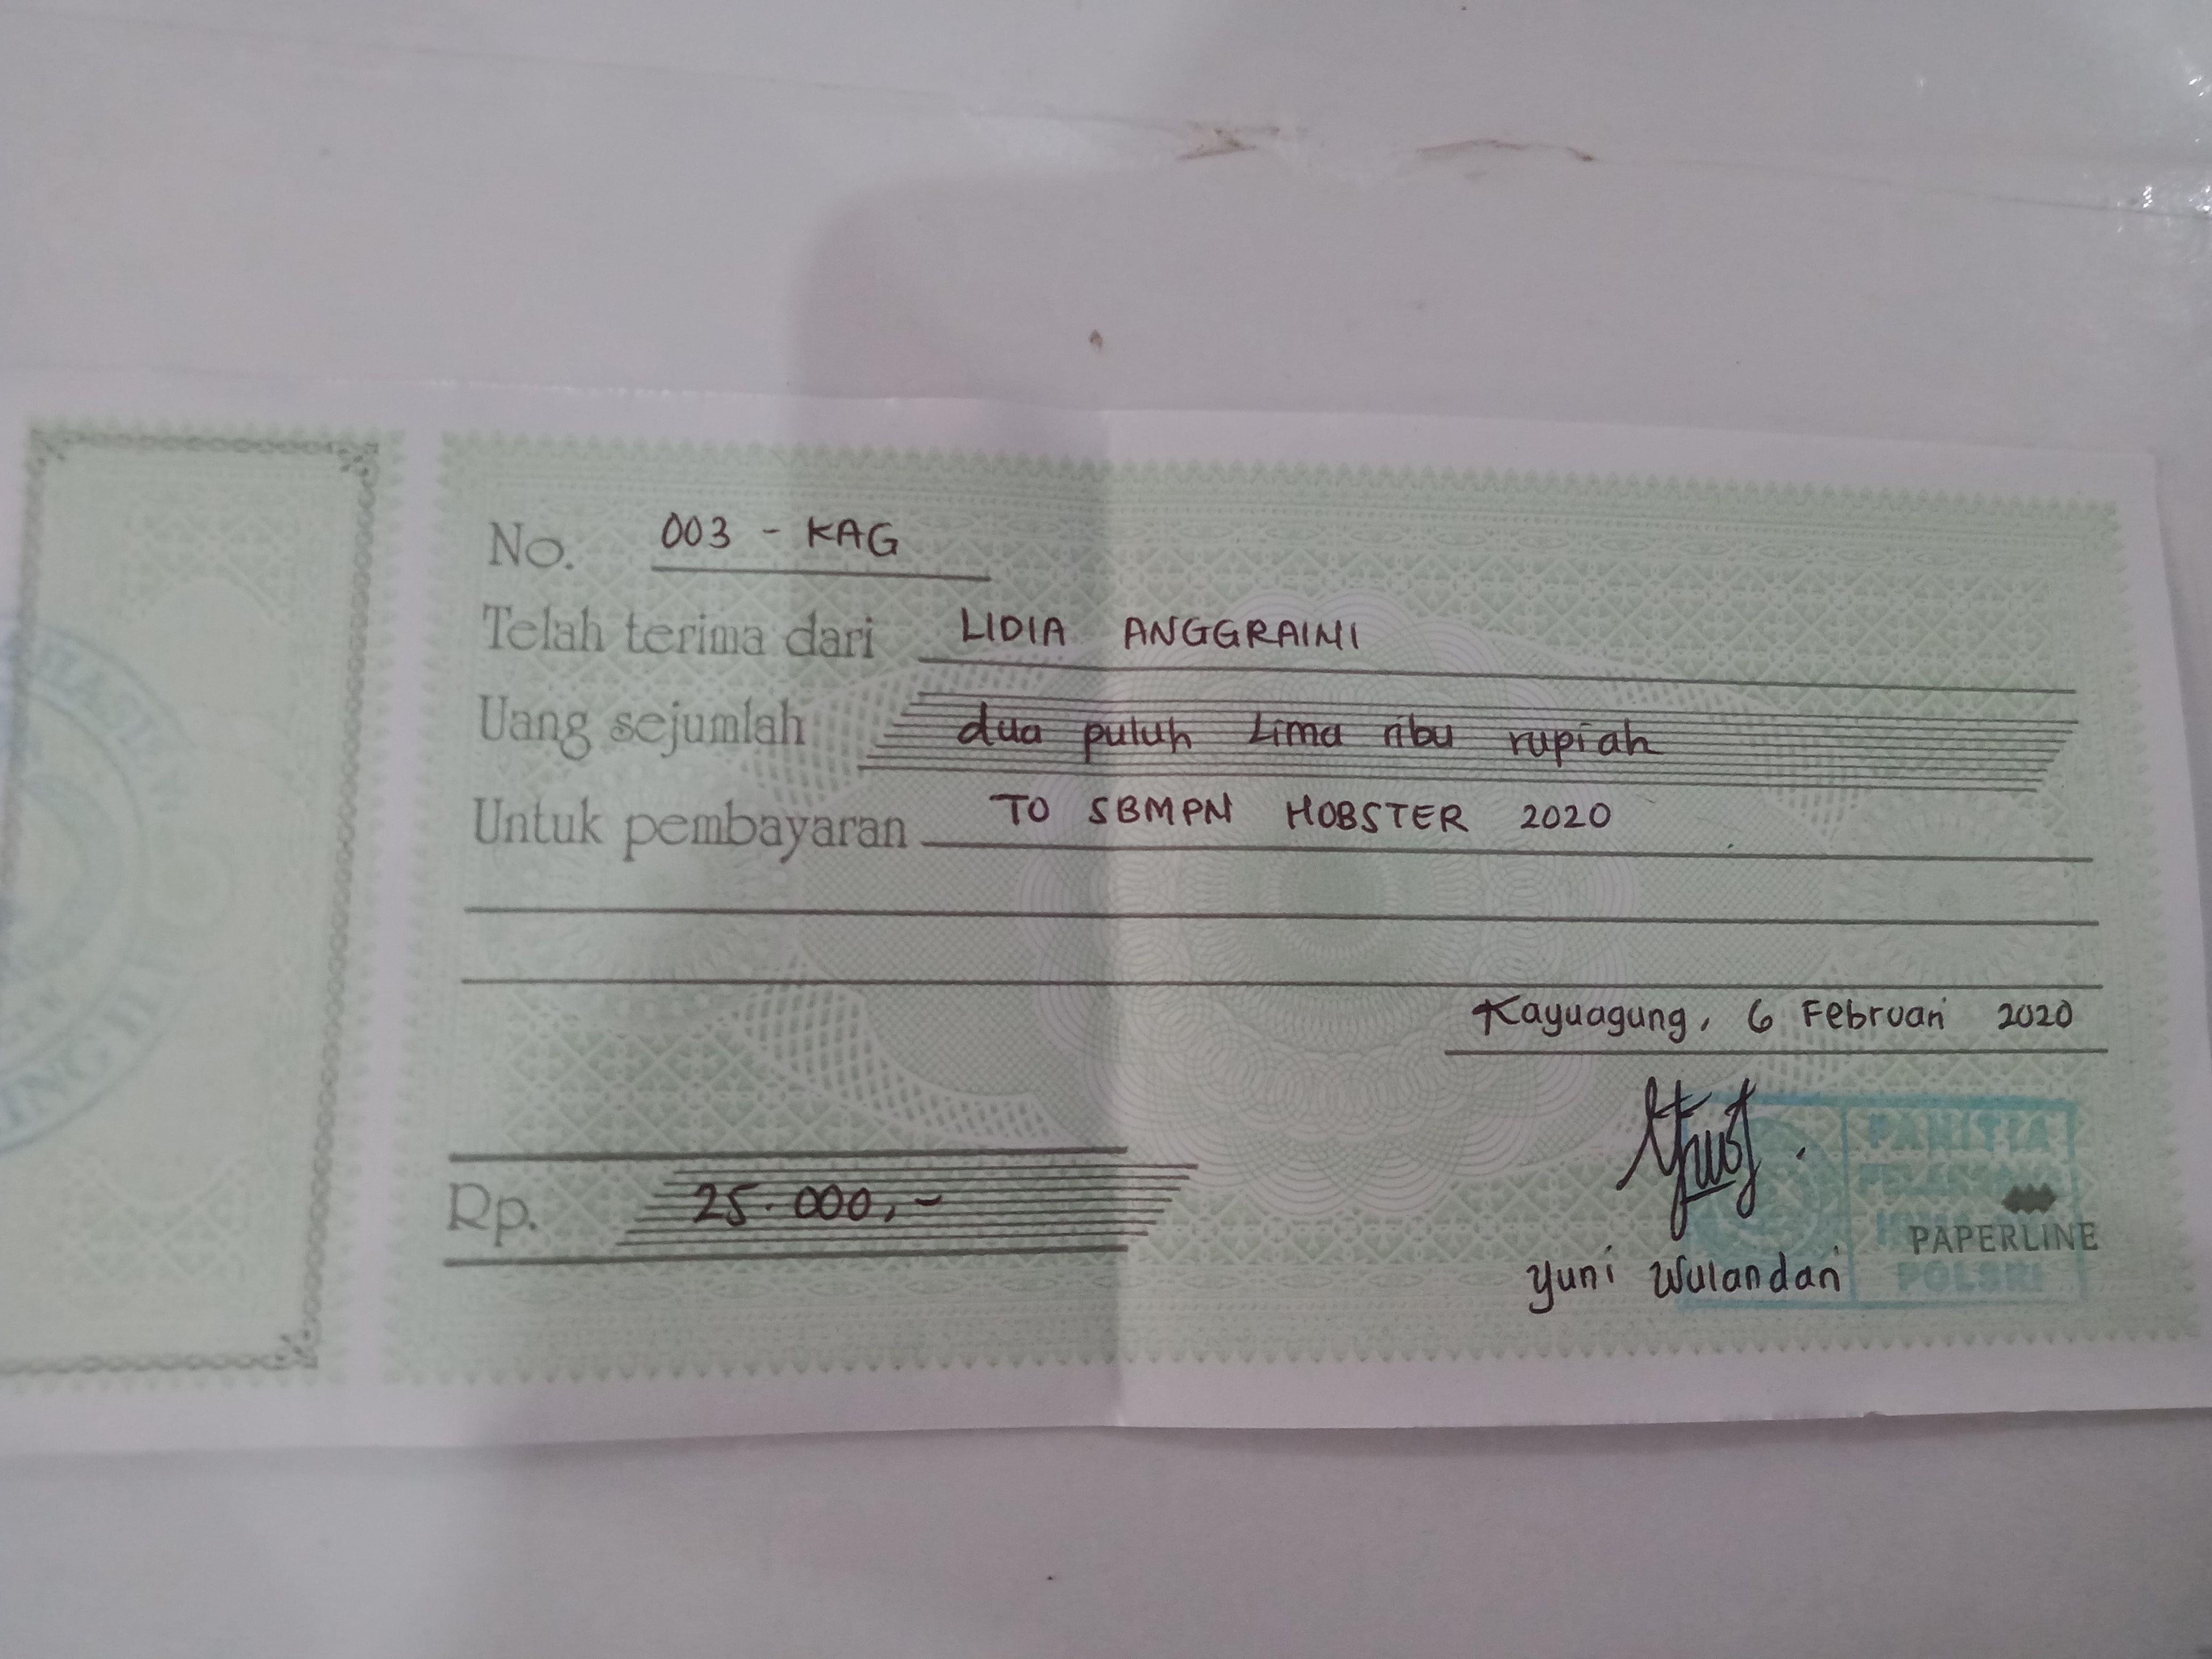 No. 003 - KAG
Telah terima dari LIDIA ANGGRAINI
Uang sejumlah dua puluh Lima ribu rupiah
Untuk pembayaran TO SBMPN HOBSTER 2020
Kayuagung, 6 Februari 2020
PANITIA
Rp. 25.000,-
PAPERLINE
POLSRI
Yuni Wulandari